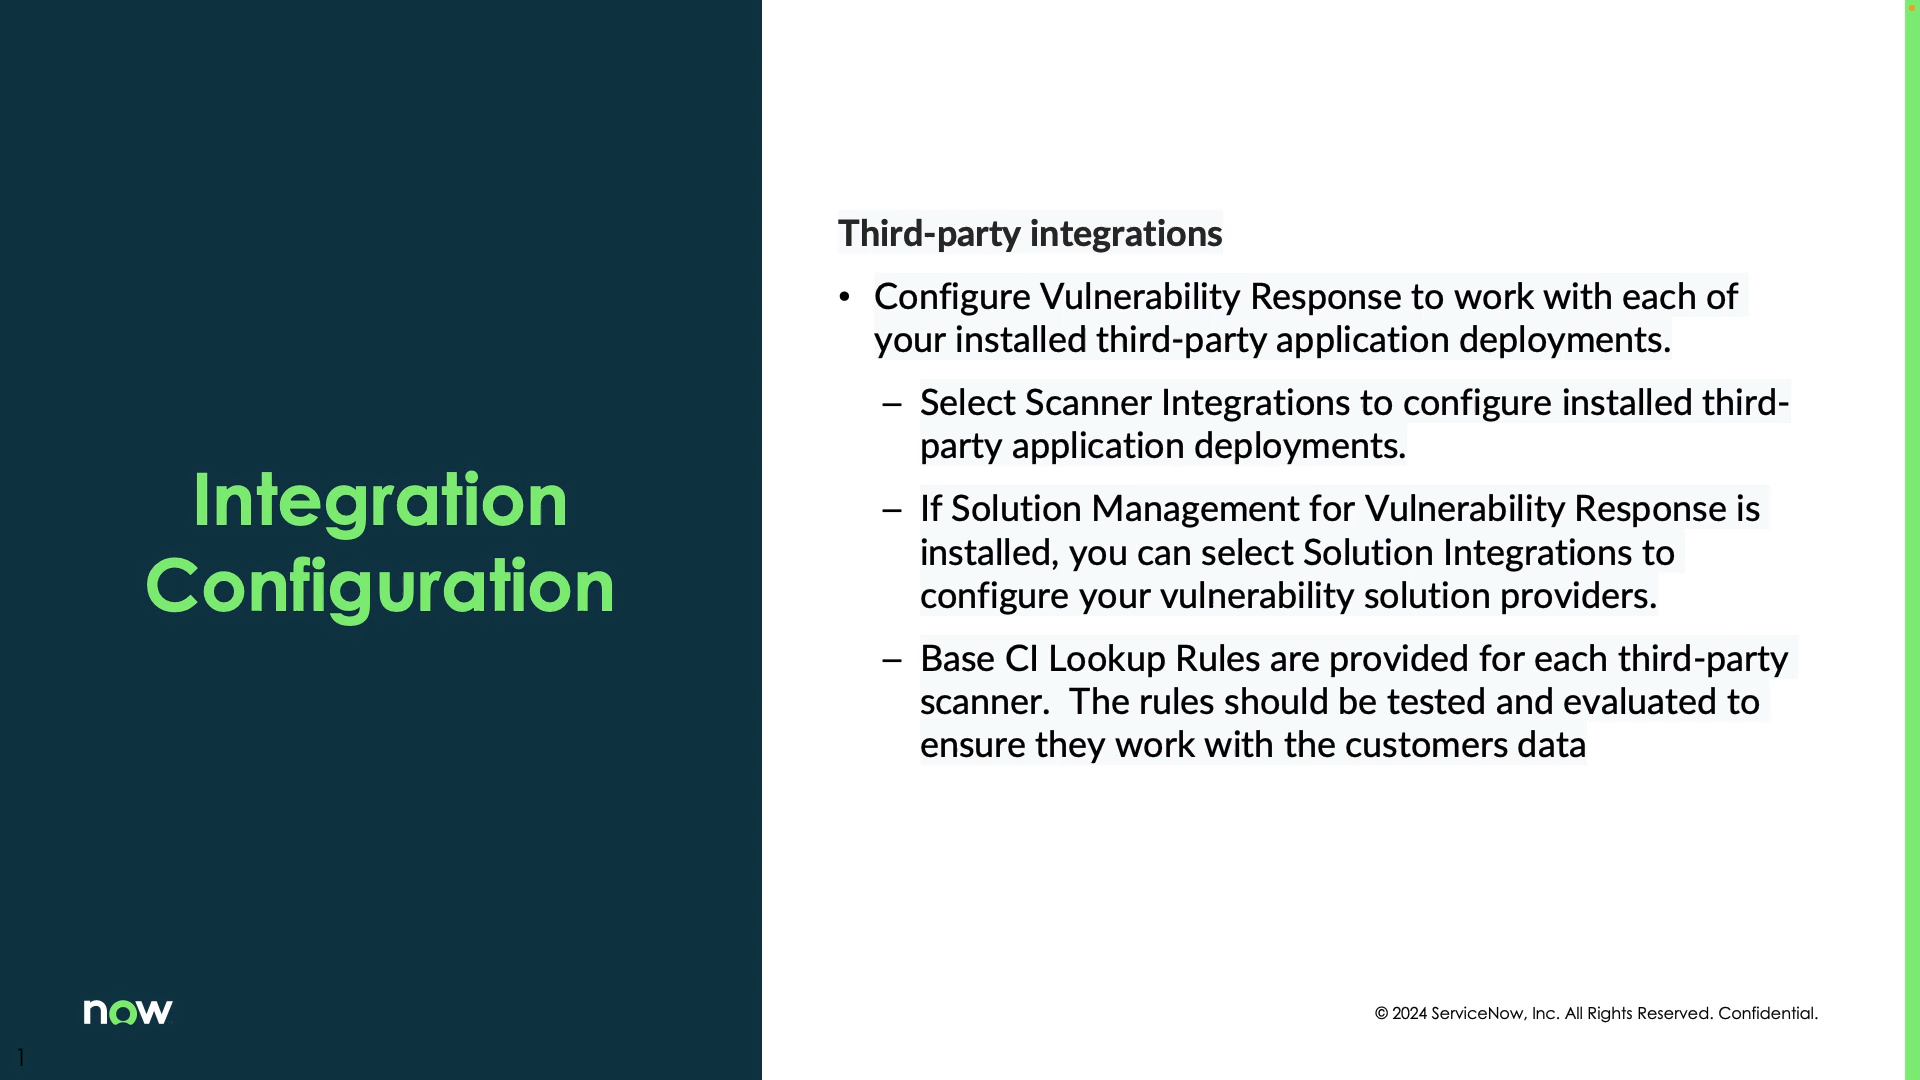 Integration
Configuration
Third-party integrations
• Configure Vulnerability Response to work with each of
your installed third-party application deployments.
– Select Scanner Integrations to configure installed third-
party application deployments.
– If Solution Management for Vulnerability Response is
installed, you can select Solution Integrations to
configure your vulnerability solution providers.
– Base CI Lookup Rules are provided for each third-party
scanner.  The rules should be tested and evaluated to
ensure they work with the customers data
now
© 2024 ServiceNow, Inc. All Rights Reserved. Confidential.
1